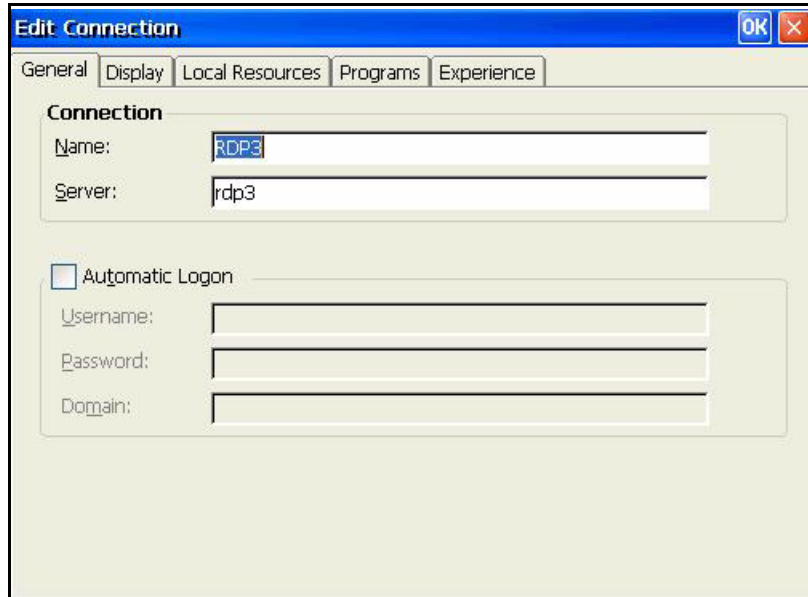 Edit Connection OK
General Display Local Resources Programs Experience
Connection
Name: RDP3
Server: rdp3
Automatic Logon
Username:
Password:
Domain: